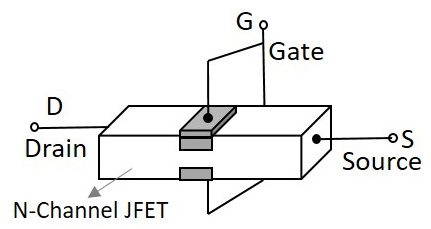 G
Gate
D
Drain
S
Source
N-Channel JFET